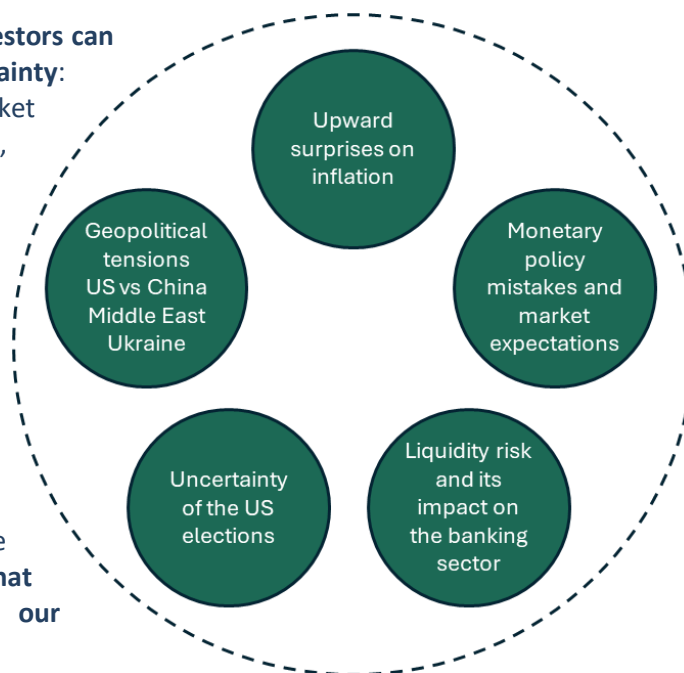 estors can
ainty:
ket
,
e
hat
our
Upward
surprises on
inflation
Geopolitical
tensions
US vs China
Middle East
Ukraine
Monetary
policy
mistakes and
market
expectations
Uncertainty
of the US
elections
Liquidity risk
and its
impact on
the banking
sector